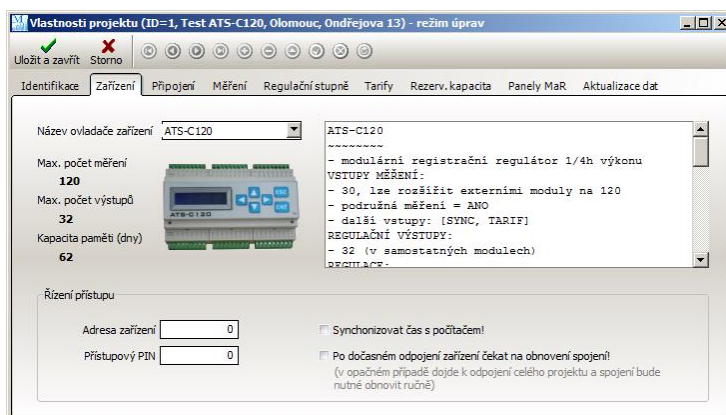 Vlastnosti projektu (ID=1, Test ATS-C120, Olomouc, Ondřejova 13) - režim úprav
Uložit a zavřít Storno
Identifikace Zařízení Připojení Měření Regulační stupně Tarify Rezerv. kapacita Panely MaR Aktualizace dat
Název ovladače zařízení ATS-C120
Max. počet měření
120
Max. počet výstupů
32
Kapacita paměti (dny)
62
ATS-C120
ESC
ENT
ATS-C120
~~~~~~~~
- modulární registrační regulátor 1/4h výkonu
VSTUPY MĚŘENÍ:
- 30, lze rozšířit externími moduly na 120
- podružná měření = ANO
- další vstupy: [SYNC, TARIF]
REGULAČNÍ VÝSTUPY:
- 32 (v samostatných modulech)
REGULACE:
Řízení přístupu
Adresa zařízení 0
Přístupový PIN 0
Synchronizovat čas s počítačem!
Po dočasném odpojení zařízení čekat na obnovení spojení!
(v opačném případě dojde k odpojení celého projektu a spojení bude
nutné obnovit ručně)